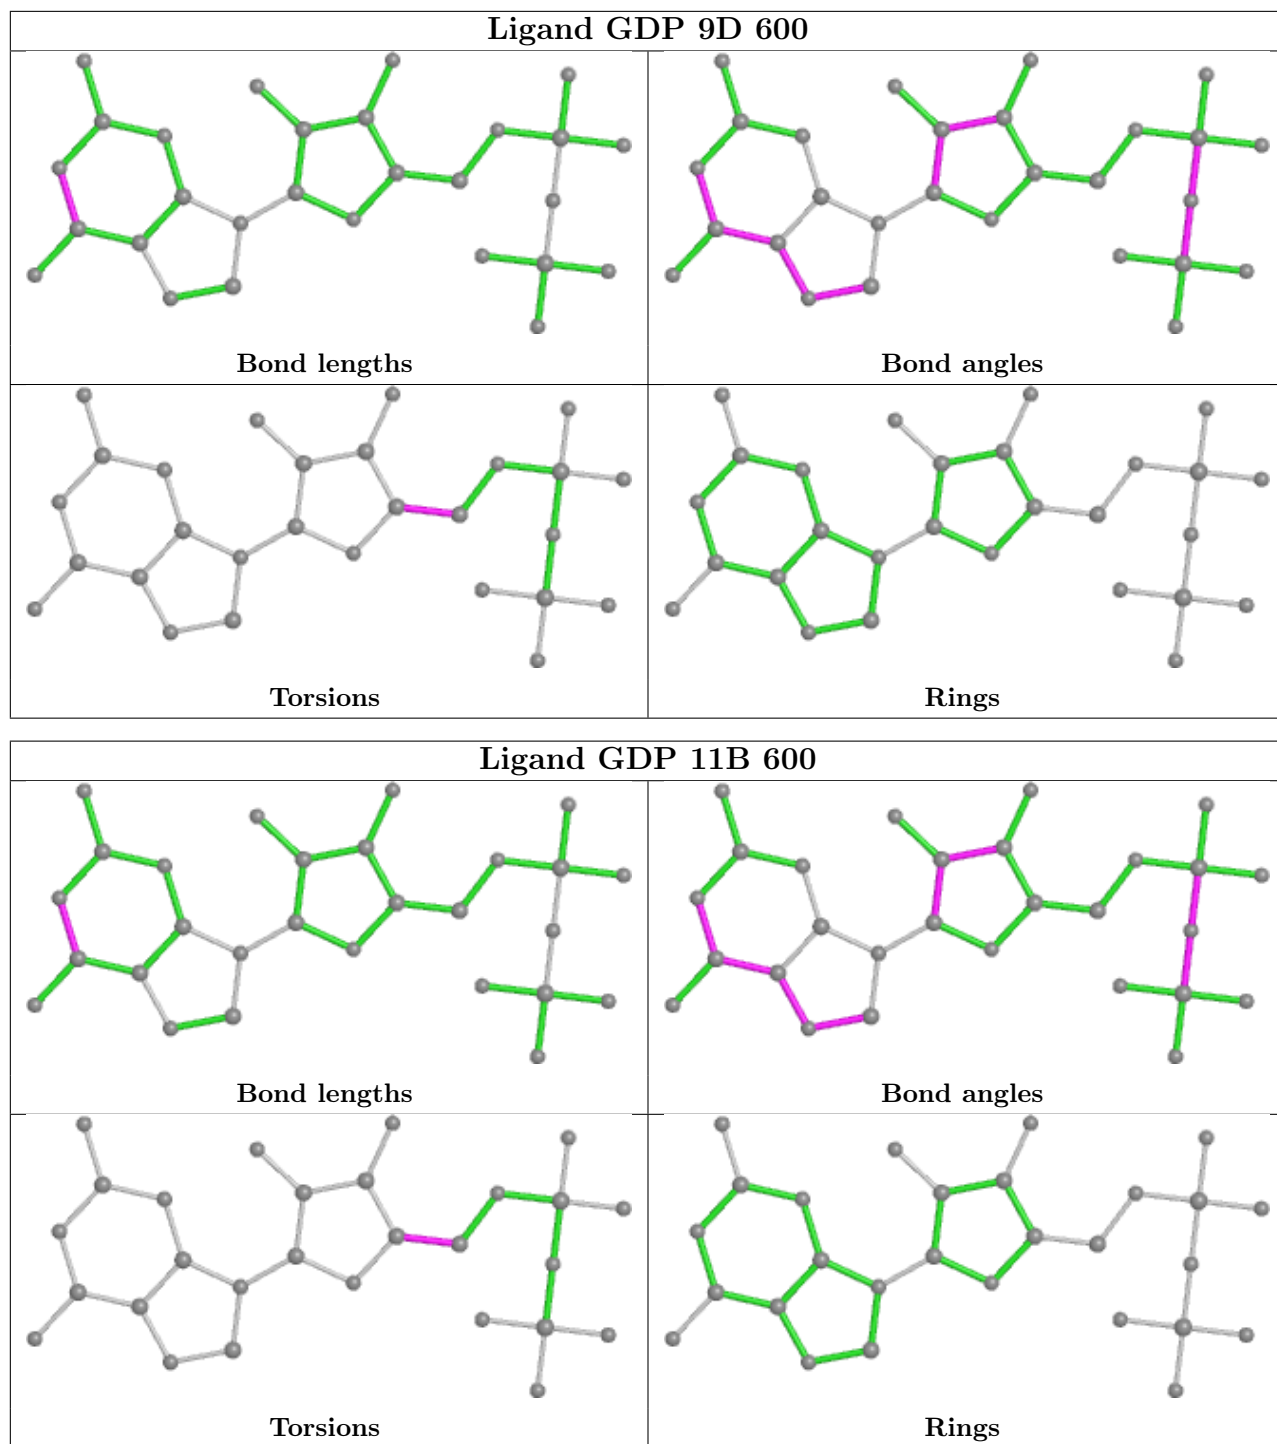 Ligand GDP 9D 600
Bond lengths
Bond angles
Torsions
Rings
Ligand GDP 11B 600
Bond lengths
Bond angles
Torsions
Rings